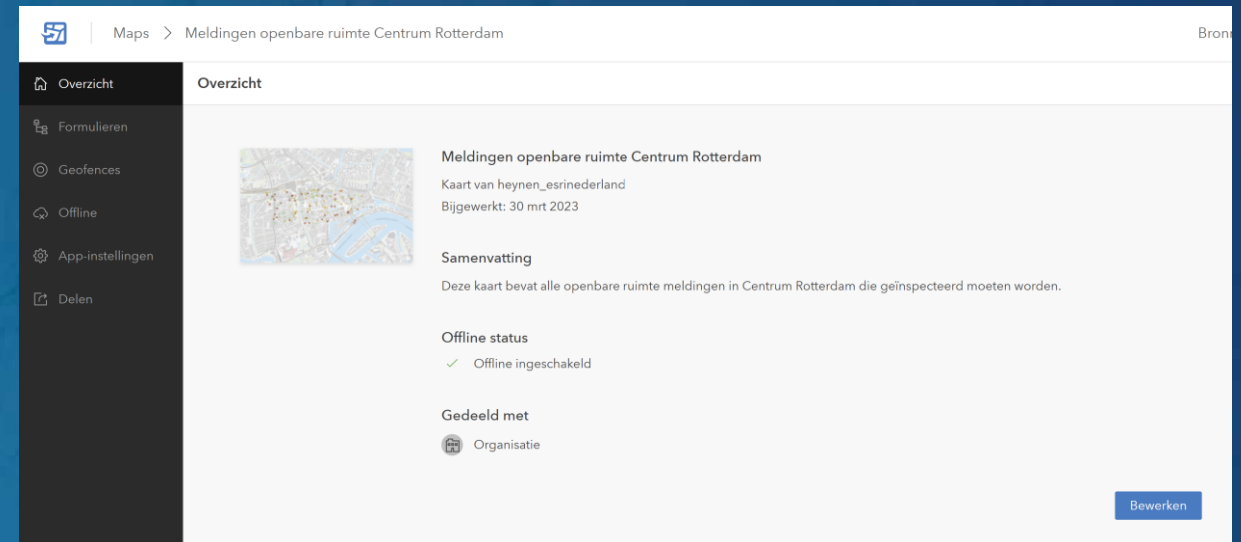 Maps > Meldingen openbare ruimte Centrum Rotterdam
Overzicht
Formulieren
Geofences
Offline
App-instellingen
Delen
Overzicht
Meldingen openbare ruimte Centrum Rotterdam
Kaart van heynen_esrinederland
Bijgewerkt: 30 mrt 2023
Samenvatting
Deze kaart bevat alle openbare ruimte meldingen in Centrum Rotterdam die geïnspecteerd moeten worden.
Offline status
Offline ingeschakeld
Gedeeld met
Organisatie
Bewerken